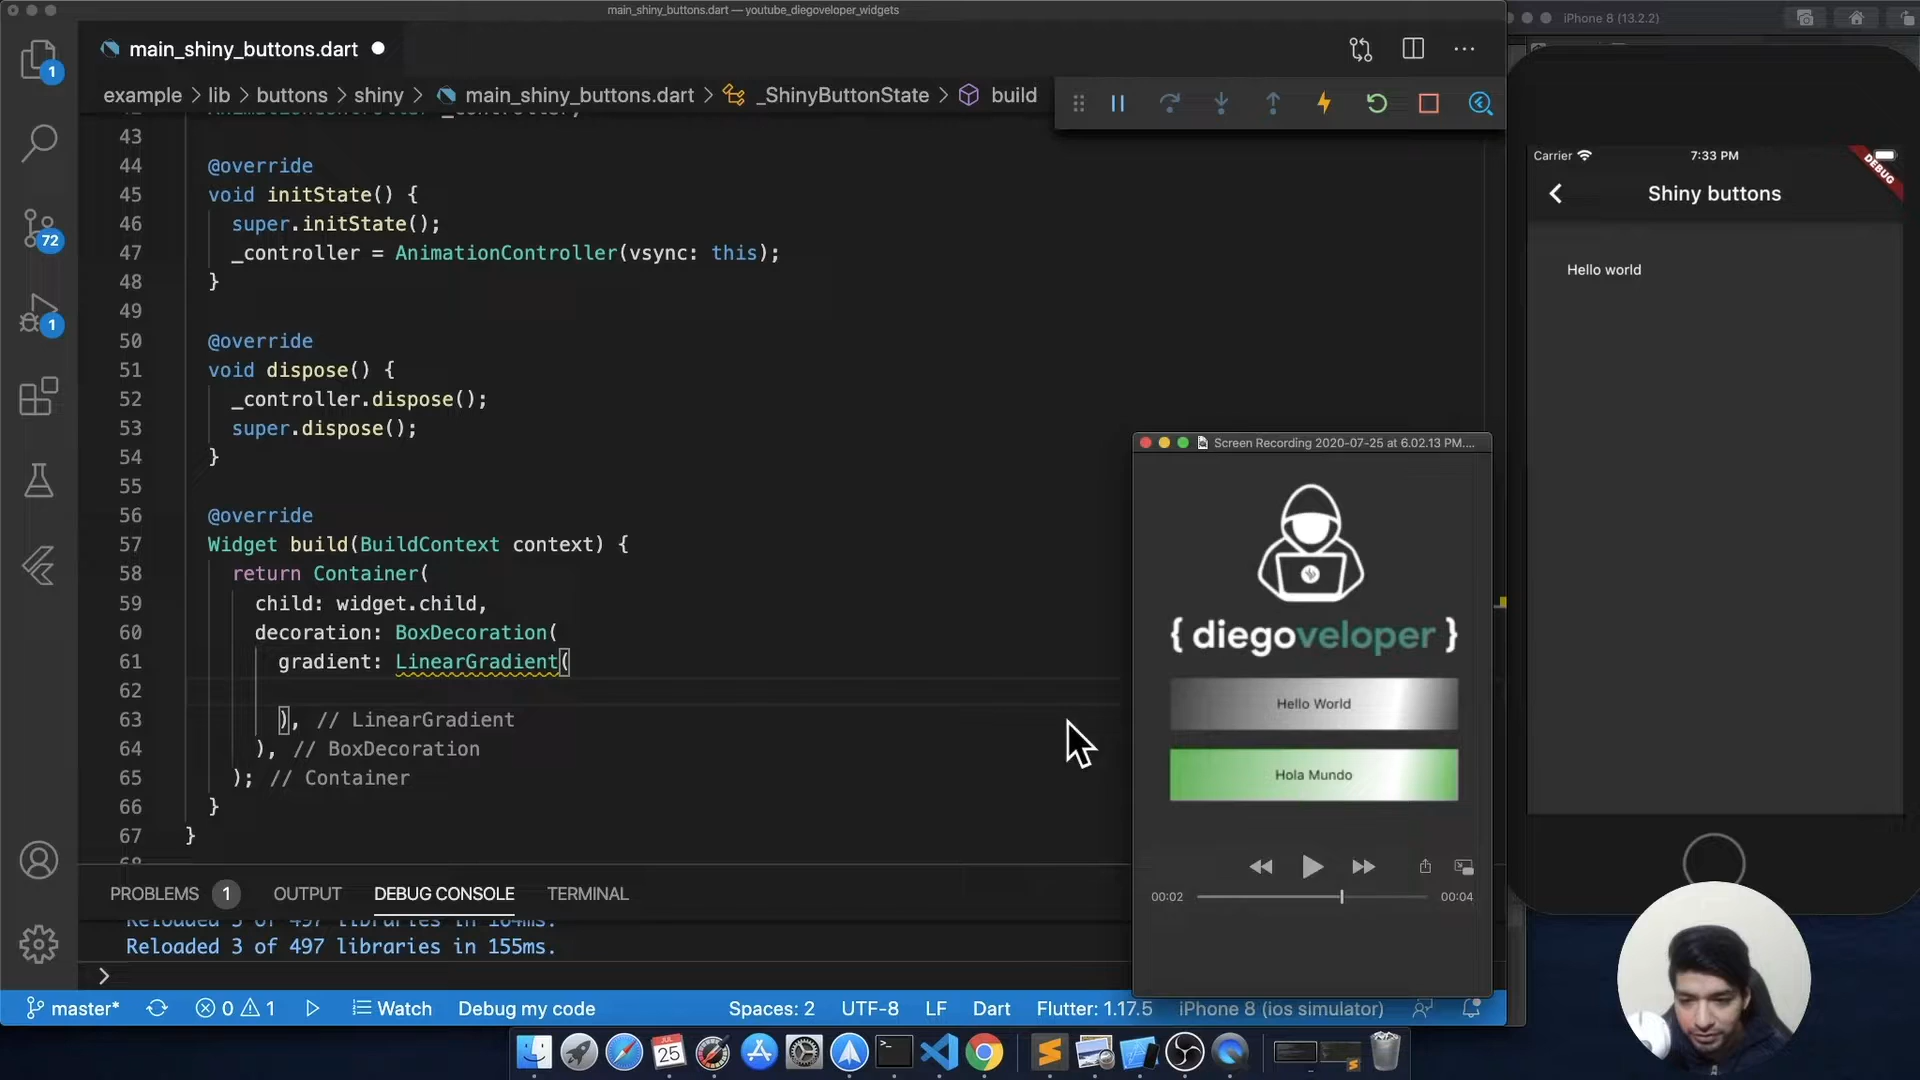 main_shiny_buttons.dart — youtube_diegoveloper_widgets
iPhone 8 (13.2.2)
main_shiny_buttons.dart
example > lib > buttons > shiny > main_shiny_buttons.dart > _ShinyButtonState > build
43
44 @override
45 void initState() {
46 super.initState();
47 _controller = AnimationController(vsync: this);
48 }
49
50 @override
51 void dispose() {
52 _controller.dispose();
53 super.dispose();
54 }
55
56 @override
57 Widget build(BuildContext context) {
58 return Container(
59 child: widget.child,
60 decoration: BoxDecoration(
61 gradient: LinearGradient(
62
63 ), // LinearGradient
64 ), // BoxDecoration
65 ); // Container
66 }
67 }
1
72
1
Carrier 7:33 PM
DEBUG
Shiny buttons
Hello world
Screen Recording 2020-07-25 at 6.02.13 PM....
{ diegoveloper }
Hello World
Hola Mundo
00:02 00:04
PROBLEMS 1 OUTPUT DEBUG CONSOLE TERMINAL
Reloaded 3 of 497 libraries in 155ms.
master* 0 1 Watch Debug my code Spaces: 2 UTF-8 LF Dart Flutter: 1.17.5 iPhone 8 (ios simulator)
JUL
25